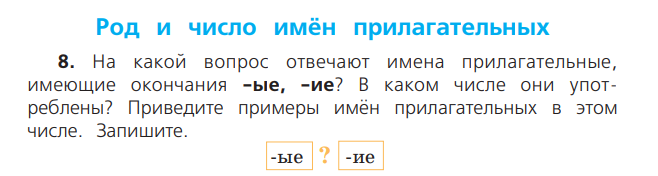 Род и число имён прилагательных
8. На какой вопрос отвечают имена прилагательные,
имеющие окончания –ые, –ие? В каком числе они упот-
реблены? Приведите примеры имён прилагательных в этом
числе. Запишите.
-ые ? -ие